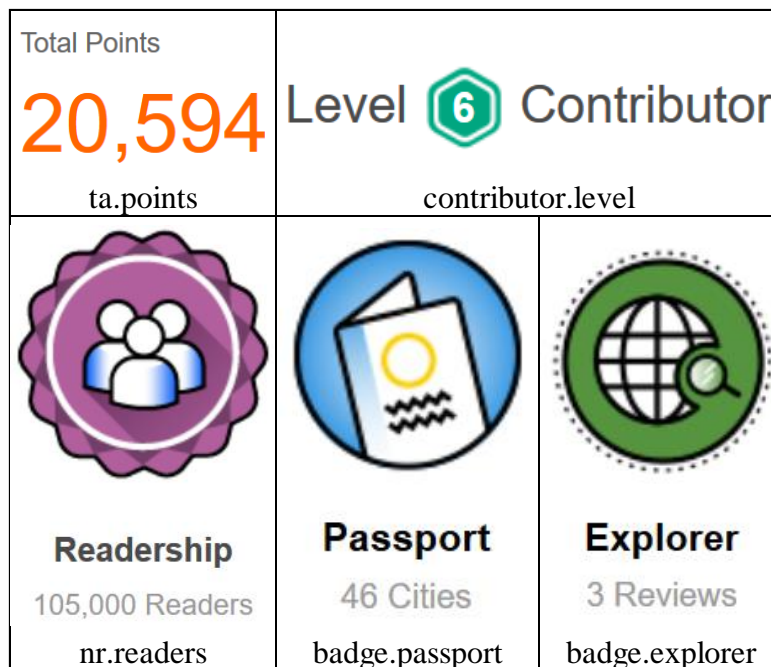 Total Points
20,594
ta.points
Level 6 Contributor
contributor.level
Readership
105,000 Readers
nr.readers
Passport
46 Cities
badge.passport
Explorer
3 Reviews
badge.explorer